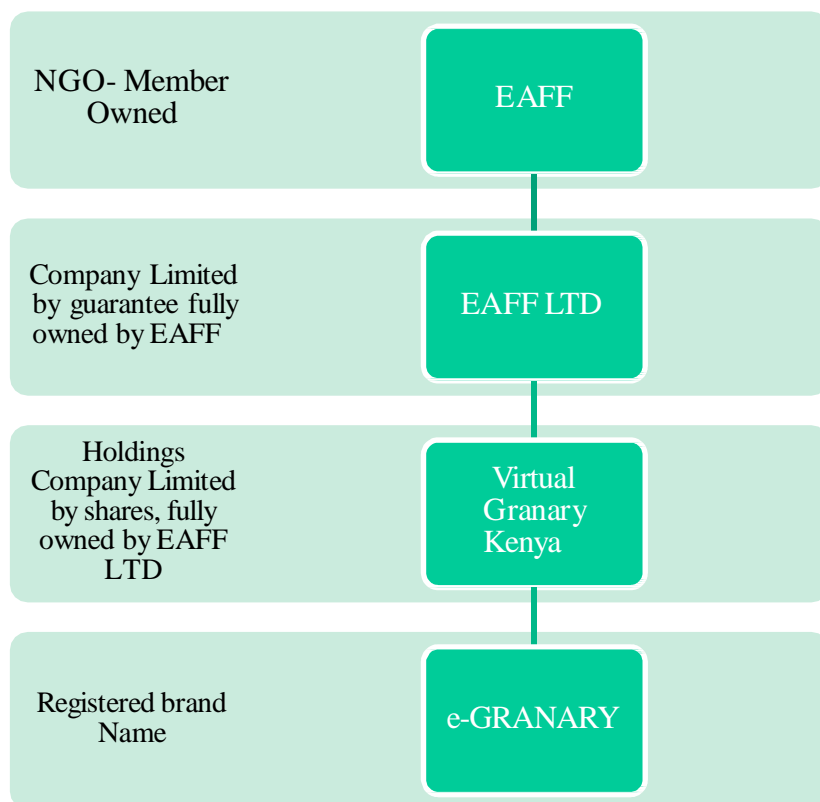 NGO- Member
Owned
EAFF
Company Limited
by guarantee fully
owned by EAFF
EAFF LTD
Holdings
Company Limited
by shares, fully
owned by EAFF
LTD
Virtual
Granary
Kenya
Registered brand
Name
e-GRANARY